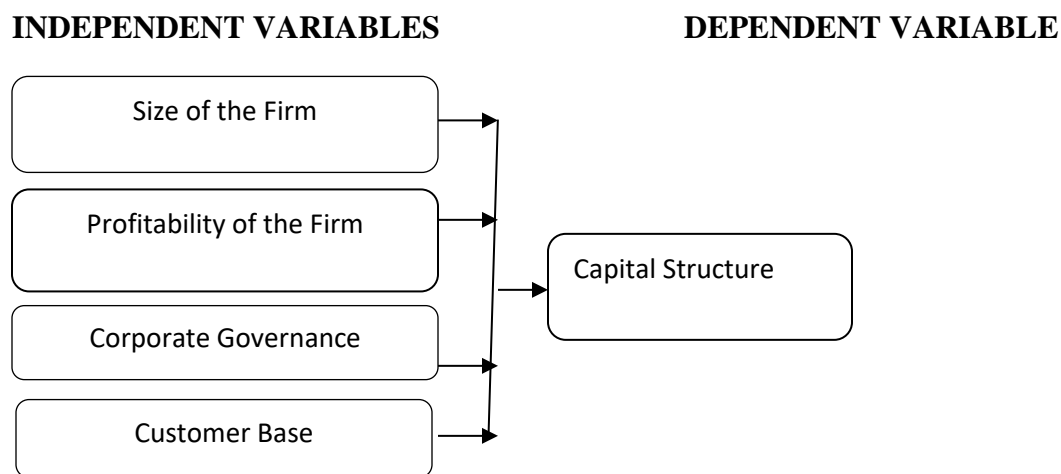 INDEPENDENT VARIABLES
DEPENDENT VARIABLE
Size of the Firm
Profitability of the Firm
Capital Structure
Corporate Governance
Customer Base